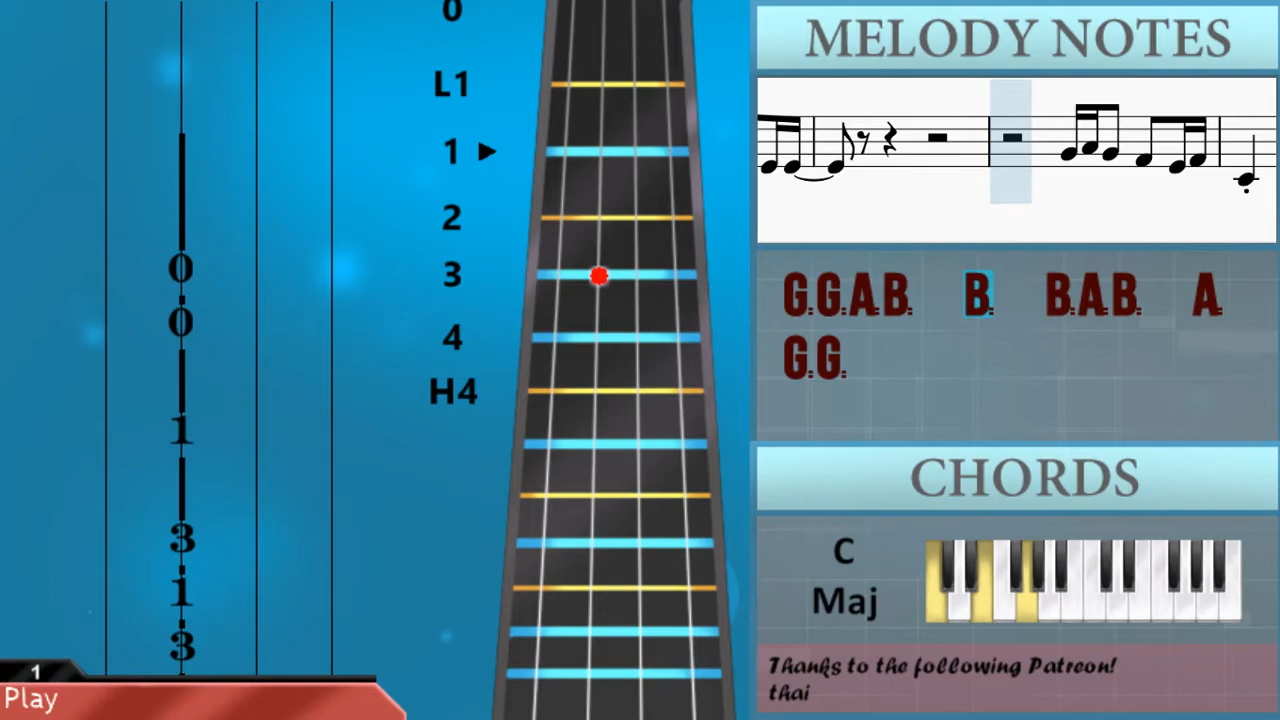 0
L1
1
2
3
4
H4
0
0
1
3
1
3
1
Play
MELODY NOTES
G.G.A.B. B. B.A.B. A.
G.G.
CHORDS
C
Maj
Thanks to the following Patreon!
thai